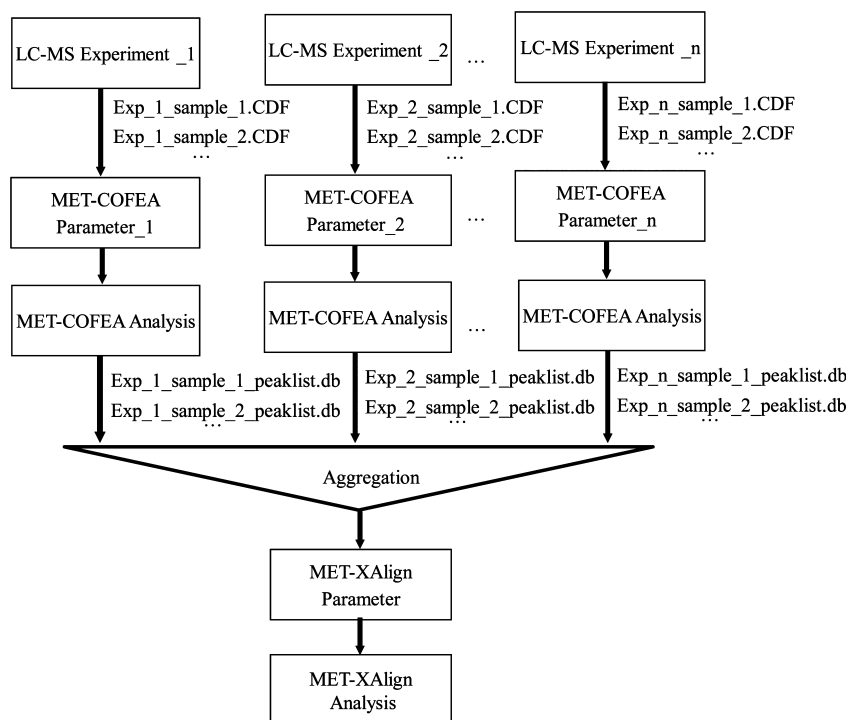 LC-MS Experiment _1
LC-MS Experiment _2
...
LC-MS Experiment _n
Exp_1_sample_1.CDF
Exp_1_sample_2.CDF
...
Exp_2_sample_1.CDF
Exp_2_sample_2.CDF
...
Exp_n_sample_1.CDF
Exp_n_sample_2.CDF
...
MET-COFEA
Parameter_1
MET-COFEA
Parameter_2
...
MET-COFEA
Parameter_n
MET-COFEA Analysis
MET-COFEA Analysis
...
MET-COFEA Analysis
Exp_1_sample_1_peaklist.db
Exp_1_sample_2_peaklist.db
...
Exp_2_sample_1_peaklist.db
Exp_2_sample_2_peaklist.db
...
Exp_n_sample_1_peaklist.db
Exp_n_sample_2_peaklist.db
...
Aggregation
MET-XAlign
Parameter
MET-XAlign
Analysis